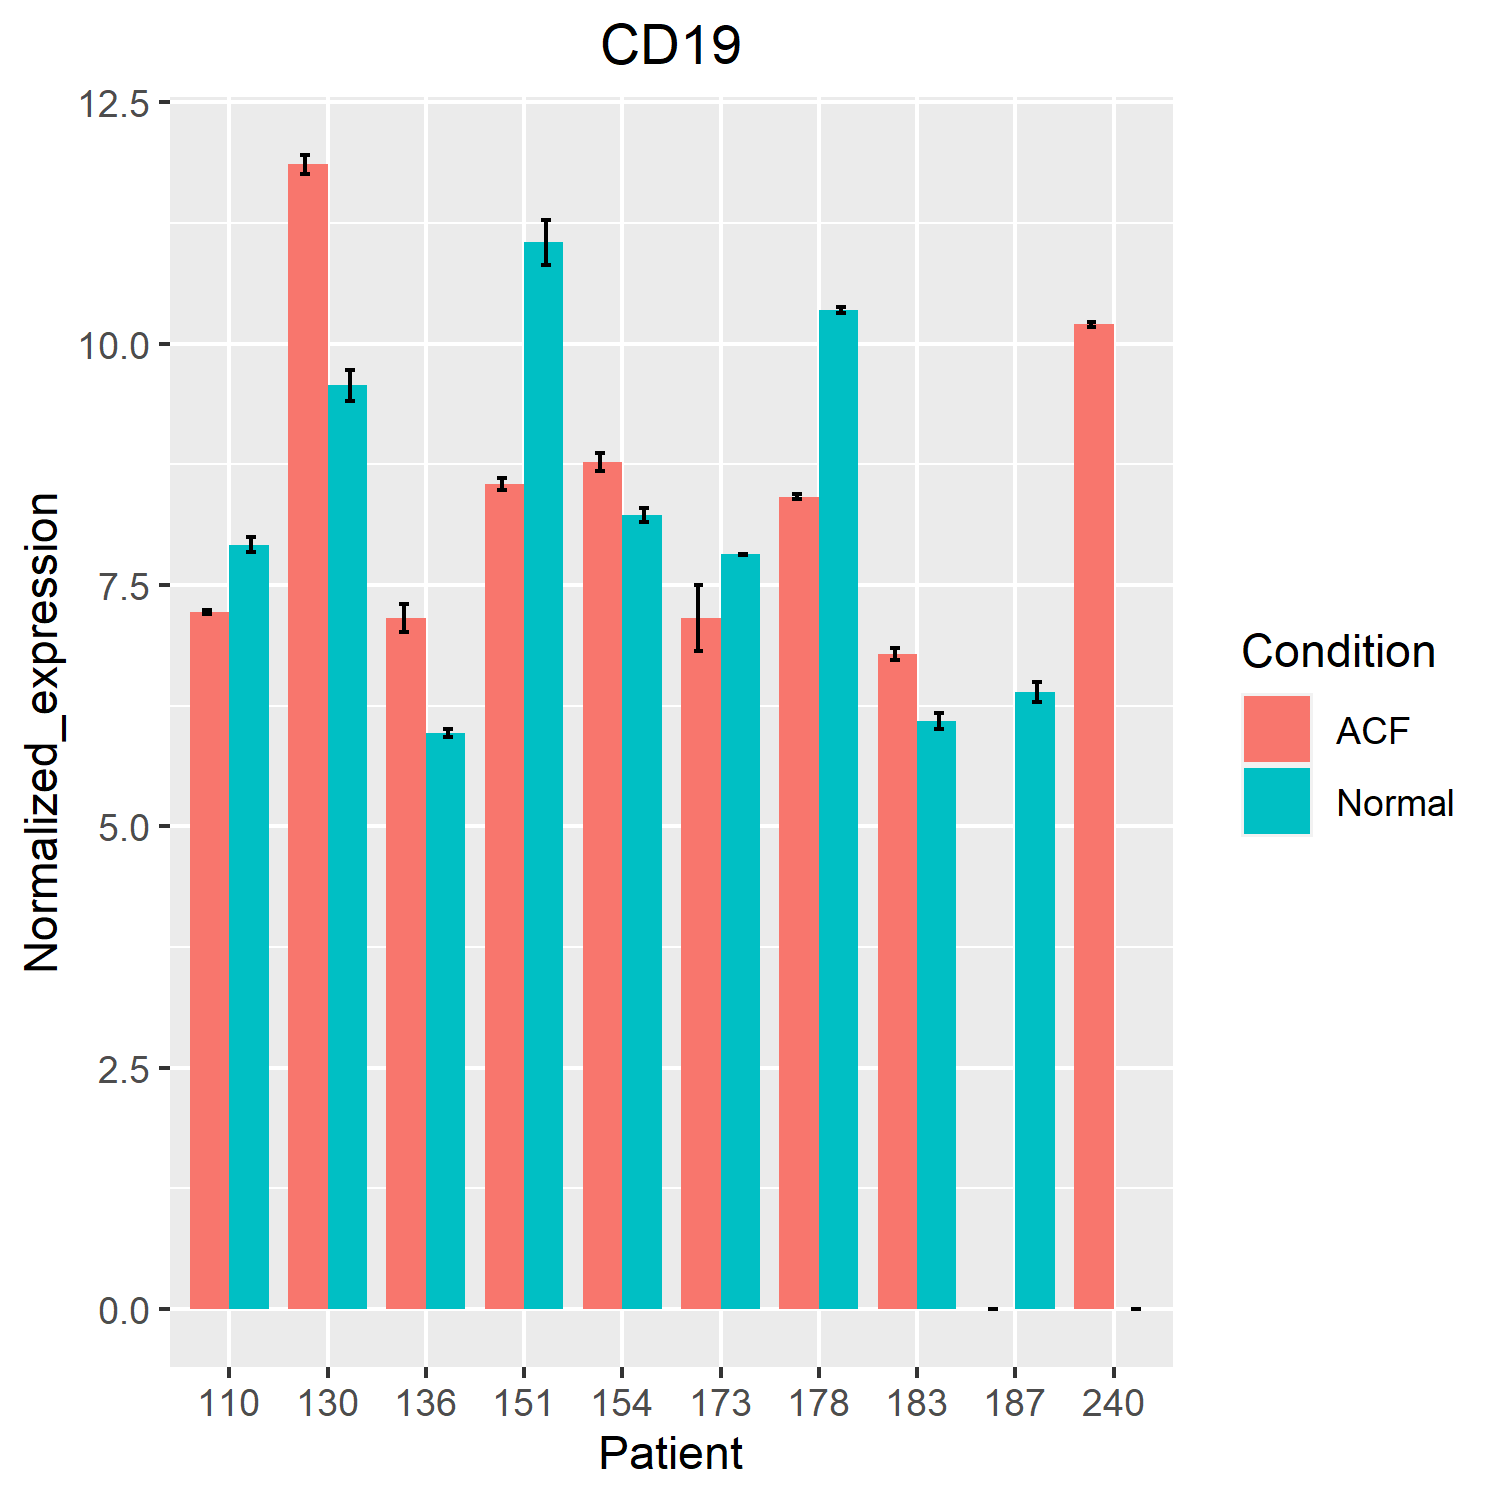 CD19
Normalized_expression
12.5
10.0
7.5
5.0
2.5
0.0
110 130 136 151 154 173 178 183 187 240
Patient
Condition
ACF
Normal